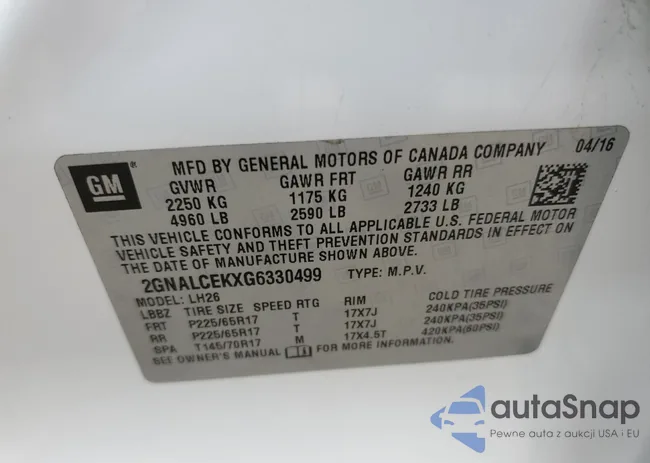 GM
MFD BY GENERAL MOTORS OF CANADA COMPANY 04/16
GVWR GAWR FRT GAWR RR
2250 KG 1175 KG 1240 KG
4960 LB 2590 LB 2733 LB
THIS VEHICLE CONFORMS TO ALL APPLICABLE U.S. FEDERAL MOTOR
VEHICLE SAFETY AND THEFT PREVENTION STANDARDS IN EFFECT ON
THE DATE OF MANUFACTURE SHOWN ABOVE.
2GNALCEKXG6330499 TYPE: M.P.V.
MODEL: LH26
LBBZ TIRE SIZE SPEED RTG RIM COLD TIRE PRESSURE
FRT P225/65R17 T 17X7J 240KPA(35PSI)
RR P225/65R17 T 17X7J 240KPA(35PSI)
SPA T145/70R17 M 17X4.5T 420KPA(60PSI)
SEE OWNER'S MANUAL FOR MORE INFORMATION.
autaSnap
Pewne auta z aukcji USA i EU